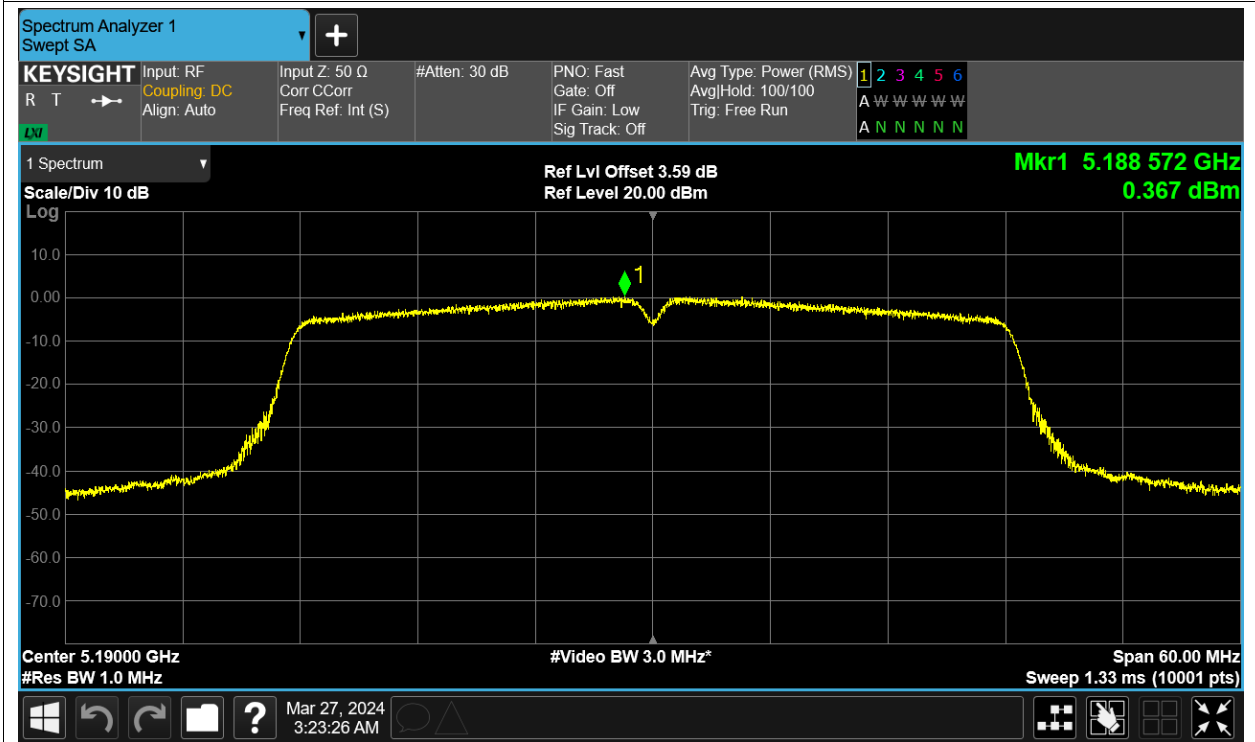 Spectrum Analyzer 1
Swept SA
+
KEYSIGHT
R T
LXI
Input: RF
Coupling: DC
Align: Auto
Input Z: 50 Ω
Corr CCorr
Freq Ref: Int (S)
#Atten: 30 dB
PNO: Fast
Gate: Off
IF Gain: Low
Sig Track: Off
Avg Type: Power (RMS)
Avg|Hold: 100/100
Trig: Free Run
1 2 3 4 5 6
A W W W W W
A N N N N N
1 Spectrum
Scale/Div 10 dB
Log
Ref Lvl Offset 3.59 dB
Ref Level 20.00 dBm
Mkr1 5.188 572 GHz
0.367 dBm
10.0
0.00
-10.0
-20.0
-30.0
-40.0
-50.0
-60.0
-70.0
1
Center 5.19000 GHz
#Res BW 1.0 MHz
#Video BW 3.0 MHz*
Span 60.00 MHz
Sweep 1.33 ms (10001 pts)
?
Mar 27, 2024
3:23:26 AM